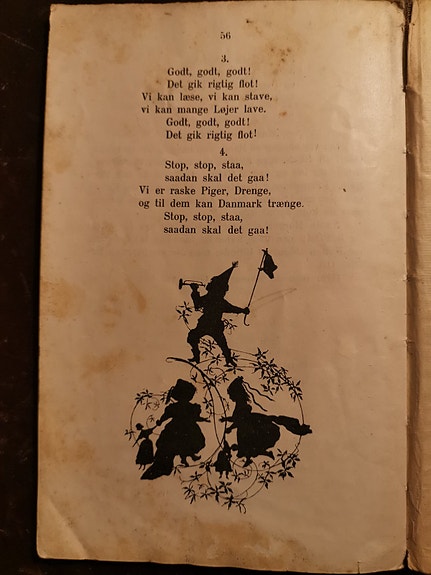 56
3.
Godt, godt, godt!
Det gik rigtig flot!
Vi kan læse, vi kan stave,
vi kan mange Løjer lave.
Godt, godt, godt!
Det gik rigtig flot!
4.
Stop, stop, staa,
saadan skal det gaa!
Vi er raske Piger, Drenge,
og til dem kan Danmark trænge.
Stop, stop, staa,
saadan skal det gaa!